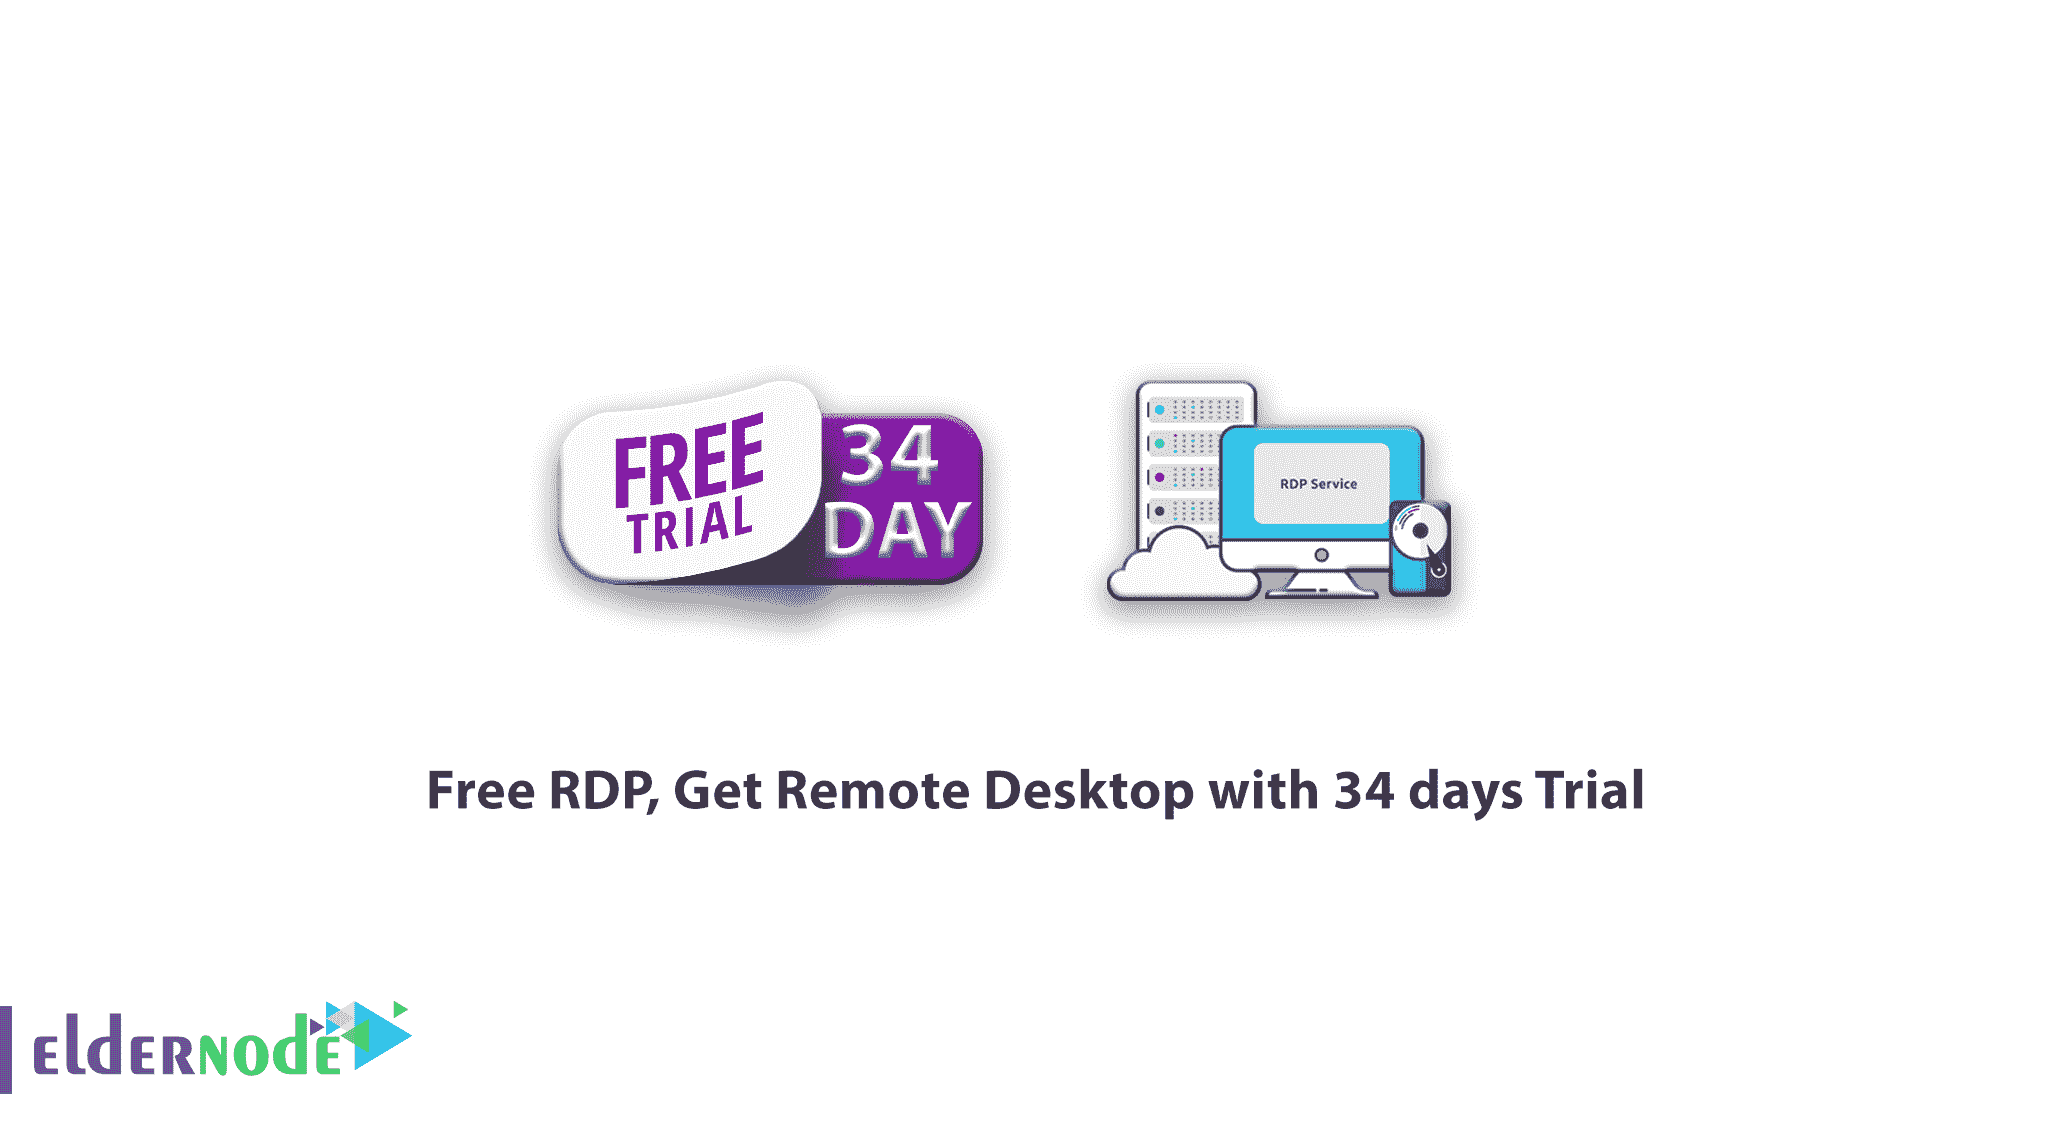 FREE
TRIAL
34
DAY
RDP Service
Free RDP, Get Remote Desktop with 34 days Trial
elderNode